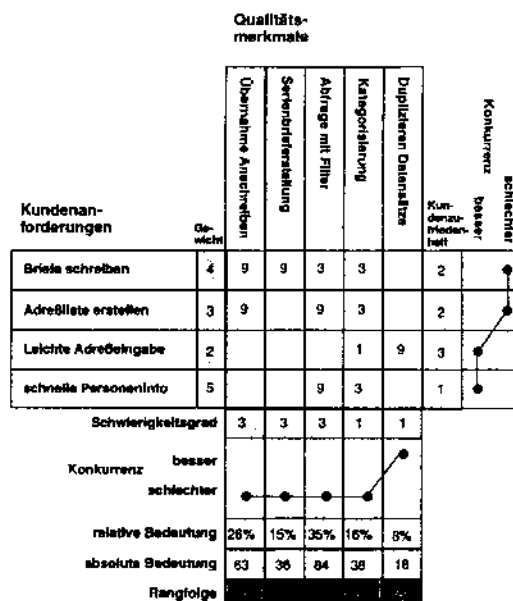 Qualitäts-
merkmale
Übernahme Anschreiben
Serienbrieferstellung
Abfrage mit Filter
Kategorisierung
Duplizieren Datensätze
Konkurrenz
besser
schlechter
Kundenan-
forderungen
Ge-
wicht
Kun-
denzu-
frieden-
heit
Briefe schreiben 4 9 9 3 3 2
Adreßliste erstellen 3 9 9 3 2
Leichte Adreßeingabe 2 1 9 3
schnelle Personeninfo 5 9 3 1
Schwierigkeitsgrad 3 3 3 1 1
Konkurrenz
besser
schlechter
relative Bedeutung 26% 15% 35% 16% 8%
absolute Bedeutung 63 36 84 38 18
Rangfolge